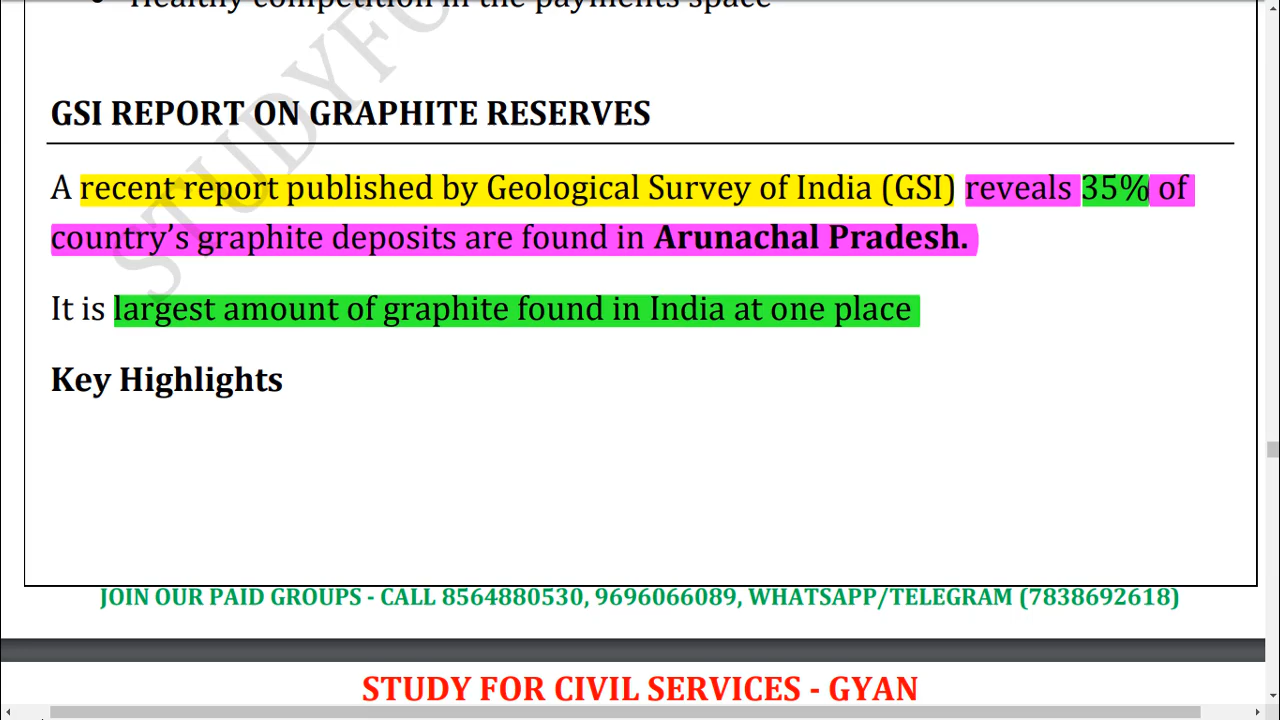 Healthy competition in the payments space
STUDYFO
GSI REPORT ON GRAPHITE RESERVES
A recent report published by Geological Survey of India (GSI) reveals 35% of
country’s graphite deposits are found in Arunachal Pradesh.
It is largest amount of graphite found in India at one place
Key Highlights
JOIN OUR PAID GROUPS - CALL 8564880530, 9696066089, WHATSAPP/TELEGRAM (7838692618)
STUDY FOR CIVIL SERVICES - GYAN